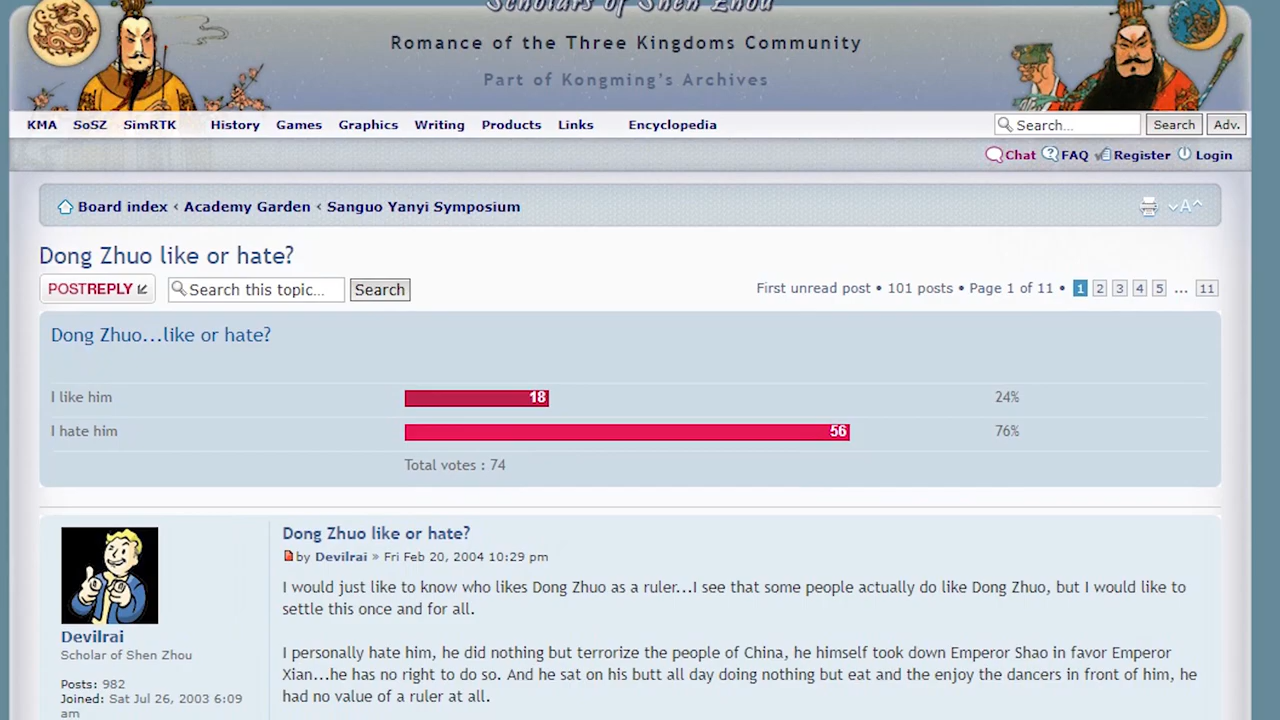 Scholars of Shen Zhou
Romance of the Three Kingdoms Community
Part of Kongming's Archives
KMA SoSZ SimRTK History Games Graphics Writing Products Links Encyclopedia Search... Search Adv.
Chat FAQ Register Login
Board index ‹ Academy Garden ‹ Sanguo Yanyi Symposium A
Dong Zhuo like or hate?
POSTREPLY Search this topic... Search First unread post • 101 posts • Page 1 of 11 • 1 2 3 4 5 ... 11
Dong Zhuo...like or hate?
I like him 18 24%
I hate him 56 76%
Total votes : 74
Dong Zhuo like or hate?
by Devilrai » Fri Feb 20, 2004 10:29 pm
I would just like to know who likes Dong Zhuo as a ruler...I see that some people actually do like Dong Zhuo, but I would like to
settle this once and for all.
I personally hate him, he did nothing but terrorize the people of China, he himself took down Emperor Shao in favor Emperor
Xian...he has no right to do so. And he sat on his butt all day doing nothing but eat and the enjoy the dancers in front of him, he
had no value of a ruler at all.
Devilrai
Scholar of Shen Zhou
Posts: 982
Joined: Sat Jul 26, 2003 6:09
am